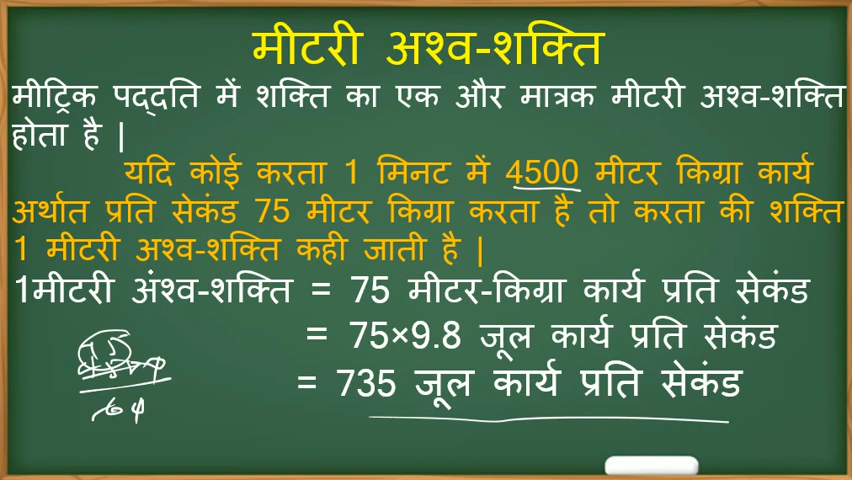 मीटरी अश्व-शक्ति
मीट्रिक पद्दति में शक्ति का एक और मात्रक मीटरी अश्व-शक्ति
होता है |
यदि कोई करता 1 मिनट में 4500 मीटर किग्रा कार्य
अर्थात प्रति सेकंड 75 मीटर किग्रा करता है तो करता की शक्ति
1 मीटरी अश्व-शक्ति कही जाती है |
1मीटरी अंश्व-शक्ति = 75 मीटर-किग्रा कार्य प्रति सेकंड
= 75×9.8 जूल कार्य प्रति सेकंड
= 735 जूल कार्य प्रति सेकंड
75